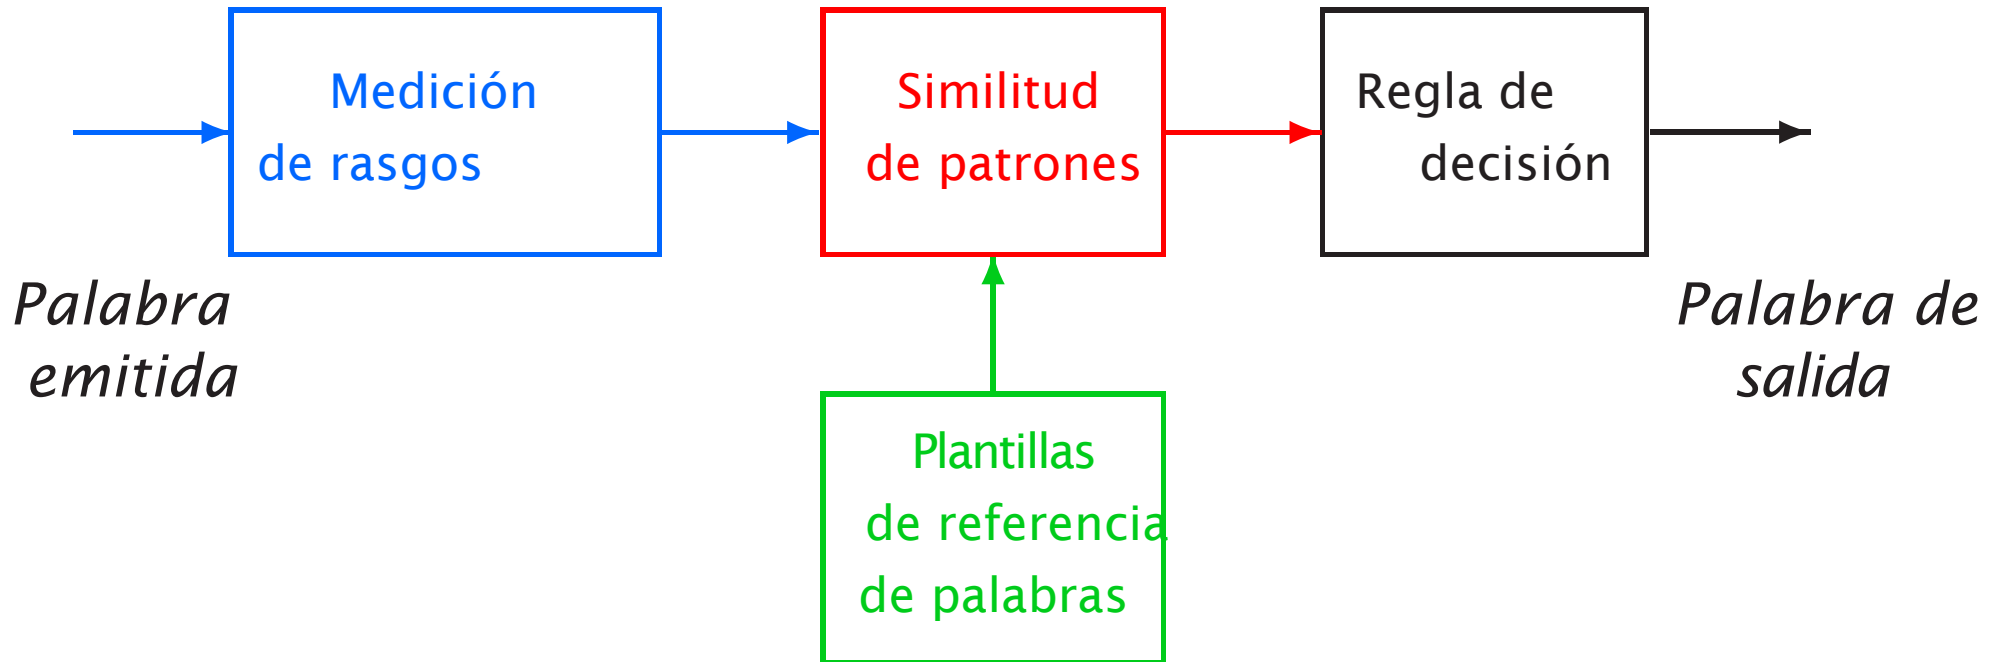 Medición
de rasgos
Similitud
de patrones
Regla de
decisión
Palabra
emitida
Palabra de
salida
Plantillas
de referencia
de palabras